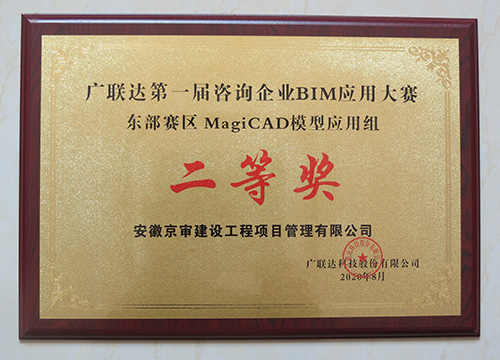 广联达第一届咨询企业BIM应用大赛
东部赛区 MagiCAD模型应用组
二等奖
安徽京审建设工程项目管理有限公司
广联达科技股份有限公司
2020年8月